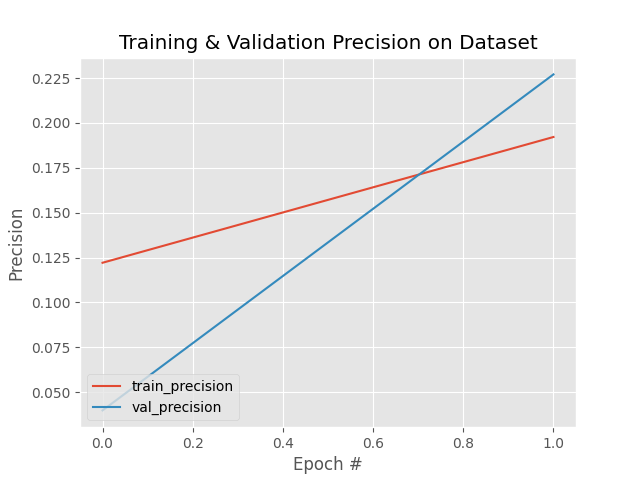 Training & Validation Precision on Dataset
Precision
0.225
0.200
0.175
0.150
0.125
0.100
0.075
0.050
train_precision
val_precision
0.0 0.2 0.4 0.6 0.8 1.0
Epoch #